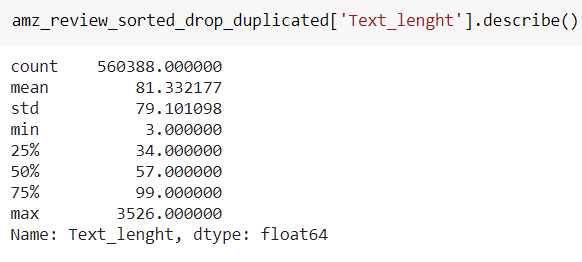 amz_review_sorted_drop_duplicated['Text_lenght'].describe()
count    560388.000000
mean         81.332177
std          79.101098
min           3.000000
25%          34.000000
50%          57.000000
75%          99.000000
max        3526.000000
Name: Text_lenght, dtype: float64